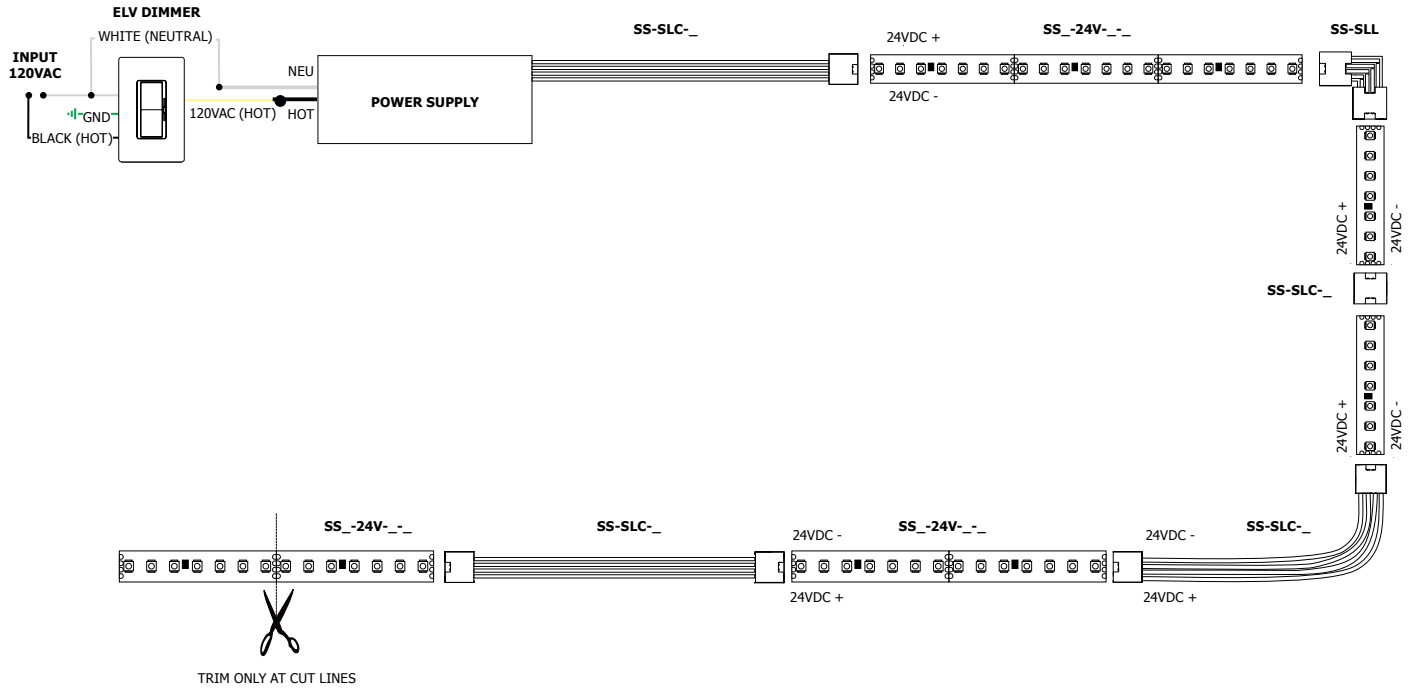 ELV DIMMER
WHITE (NEUTRAL)
INPUT
120VAC
GND
BLACK (HOT)
120VAC (HOT)
NEU
HOT
POWER SUPPLY
SS-SLC-_
24VDC +
SS_-24V-_-_
24VDC -
SS-SLL
24VDC +
24VDC -
SS-SLC-_
24VDC +
24VDC -
SS_-24V-_-_
SS-SLC-_
24VDC -
SS_-24V-_-_
24VDC +
24VDC -
SS-SLC-_
24VDC +
TRIM ONLY AT CUT LINES